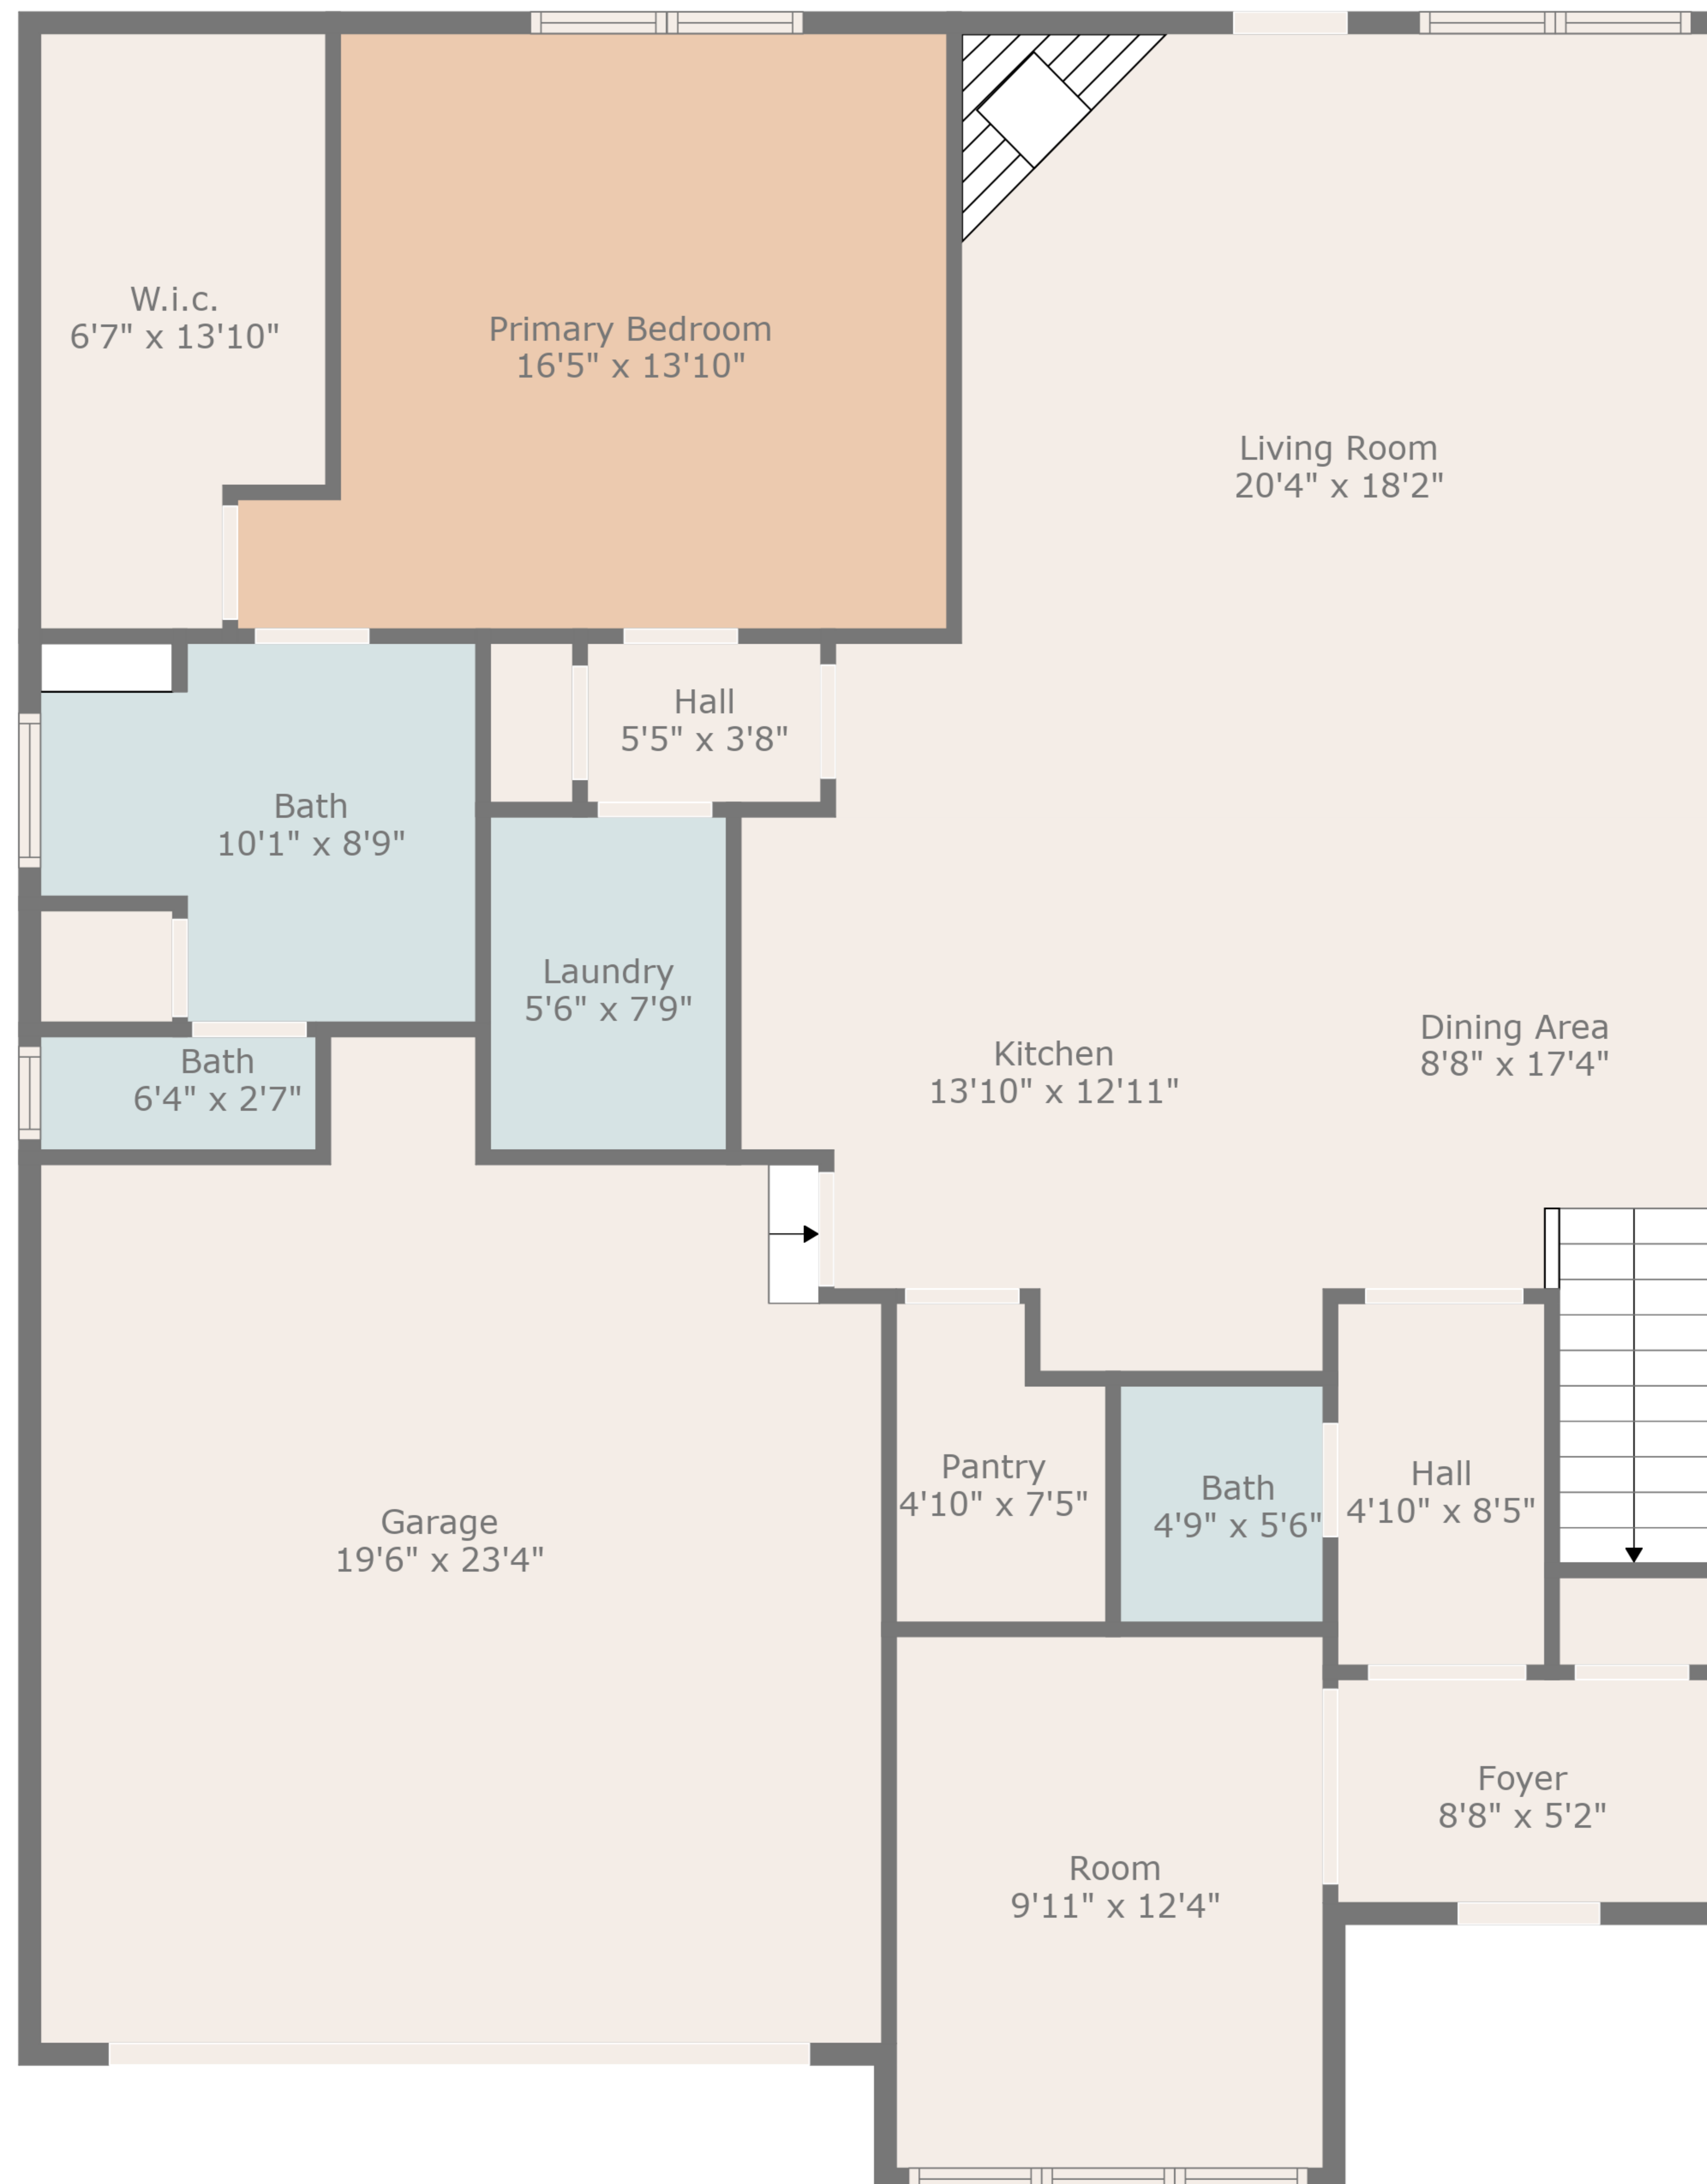 W.i.c.
6'7" x 13'10"
Primary Bedroom
16'5" x 13'10"
Living Room
20'4" x 18'2"
Hall
5'5" x 3'8"
Bath
10'1" x 8'9"
Laundry
5'6" x 7'9"
Kitchen
13'10" x 12'11"
Dining Area
8'8" x 17'4"
Bath
6'4" x 2'7"
Garage
19'6" x 23'4"
Pantry
4'10" x 7'5"
Bath
4'9" x 5'6"
Hall
4'10" x 8'5"
Foyer
8'8" x 5'2"
Room
9'11" x 12'4"